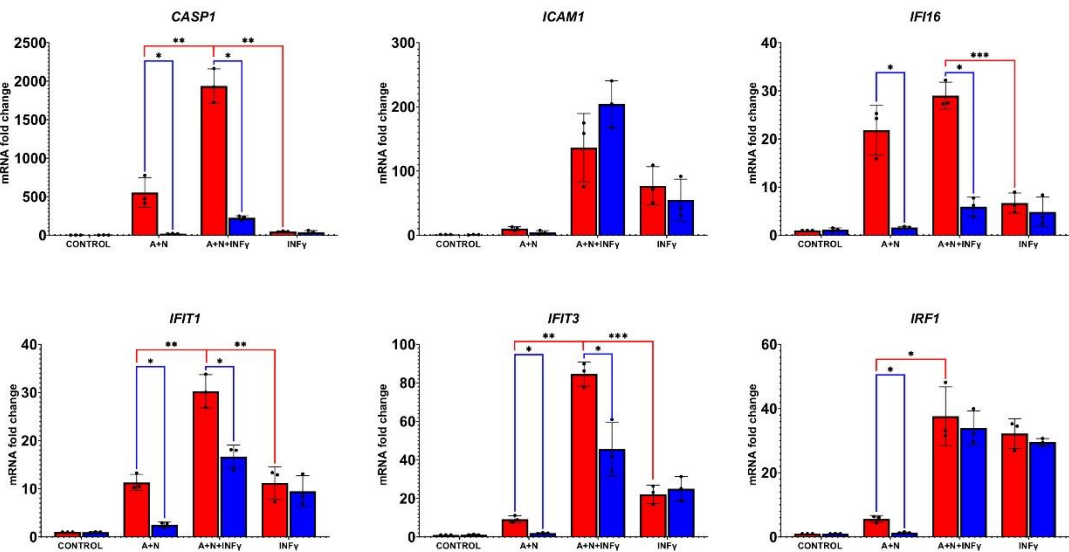 CASP1
mRNA fold change
2500
2000
1500
1000
500
0
** **
* *
CONTROL A+N A+N+INFγ INFγ
ICAM1
mRNA fold change
300
200
100
0
CONTROL A+N A+N+INFγ INFγ
IFI16
mRNA fold change
40
30
20
10
0
***
* *
CONTROL A+N A+N+INFγ INFγ
IFIT1
mRNA fold change
40
30
20
10
0
** **
* *
CONTROL A+N A+N+INFγ INFγ
IFIT3
mRNA fold change
100
80
60
40
20
0
** ***
* *
CONTROL A+N A+N+INFγ INFγ
IRF1
mRNA fold change
60
40
20
0
*
*
CONTROL A+N A+N+INFγ INFγ